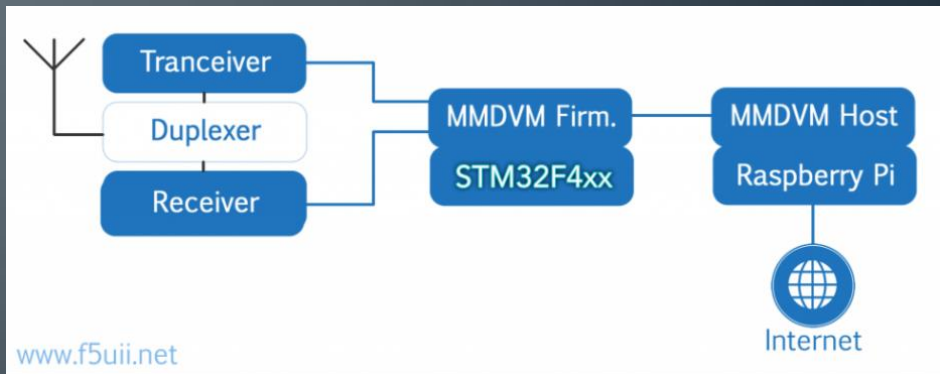 Tranceiver
Duplexer
Receiver
MMDVM Firm.
STM32F4xx
MMDVM Host
Raspberry Pi
Internet
www.f5uii.net